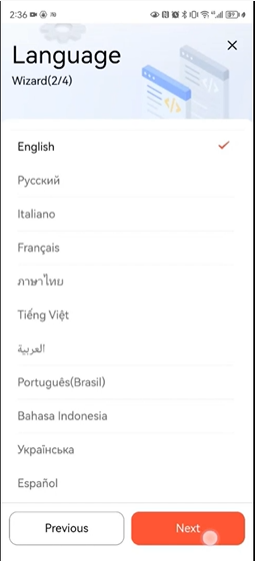 2:36
Language
Wizard(2/4)
English
Русский
Italiano
Français
ภาษาไทย
Tiếng Việt
العربية
Português(Brasil)
Bahasa Indonesia
Українська
Español
Previous
Next